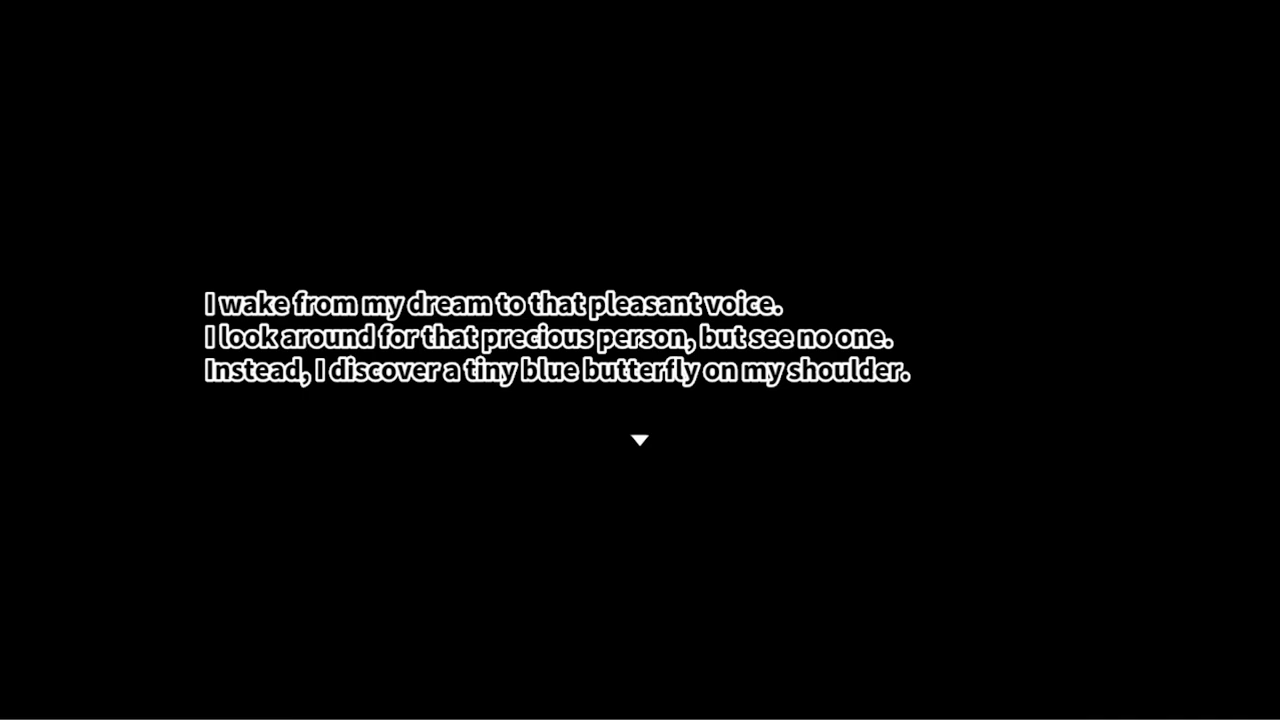 I wake from my dream to that pleasant voice.
I look around for that precious person, but see no one.
Instead, I discover a tiny blue butterfly on my shoulder.